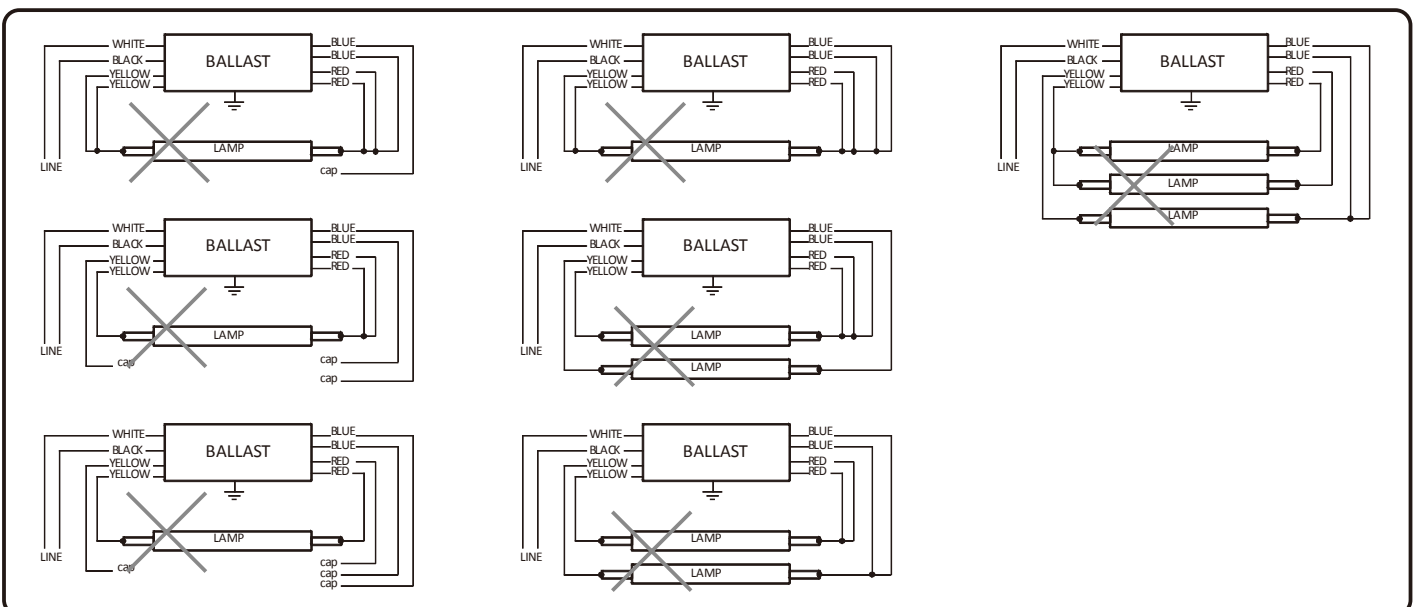 WHITE
BLACK
YELLOW
YELLOW
BALLAST
BLUE
BLUE
RED
RED
LAMP
LINE
cap
WHITE
BLACK
YELLOW
YELLOW
BALLAST
BLUE
BLUE
RED
RED
LAMP
LINE
WHITE
BLACK
YELLOW
YELLOW
BALLAST
BLUE
BLUE
RED
RED
LAMP
LAMP
LAMP
LINE
WHITE
BLACK
YELLOW
YELLOW
BALLAST
BLUE
BLUE
RED
RED
LAMP
LINE
cap
cap
cap
WHITE
BLACK
YELLOW
YELLOW
BALLAST
BLUE
BLUE
RED
RED
LAMP
LINE
LAMP
WHITE
BLACK
YELLOW
YELLOW
BALLAST
BLUE
BLUE
RED
RED
LAMP
LINE
cap
cap
cap
cap
WHITE
BLACK
YELLOW
YELLOW
BALLAST
BLUE
BLUE
RED
RED
LAMP
LINE
LAMP